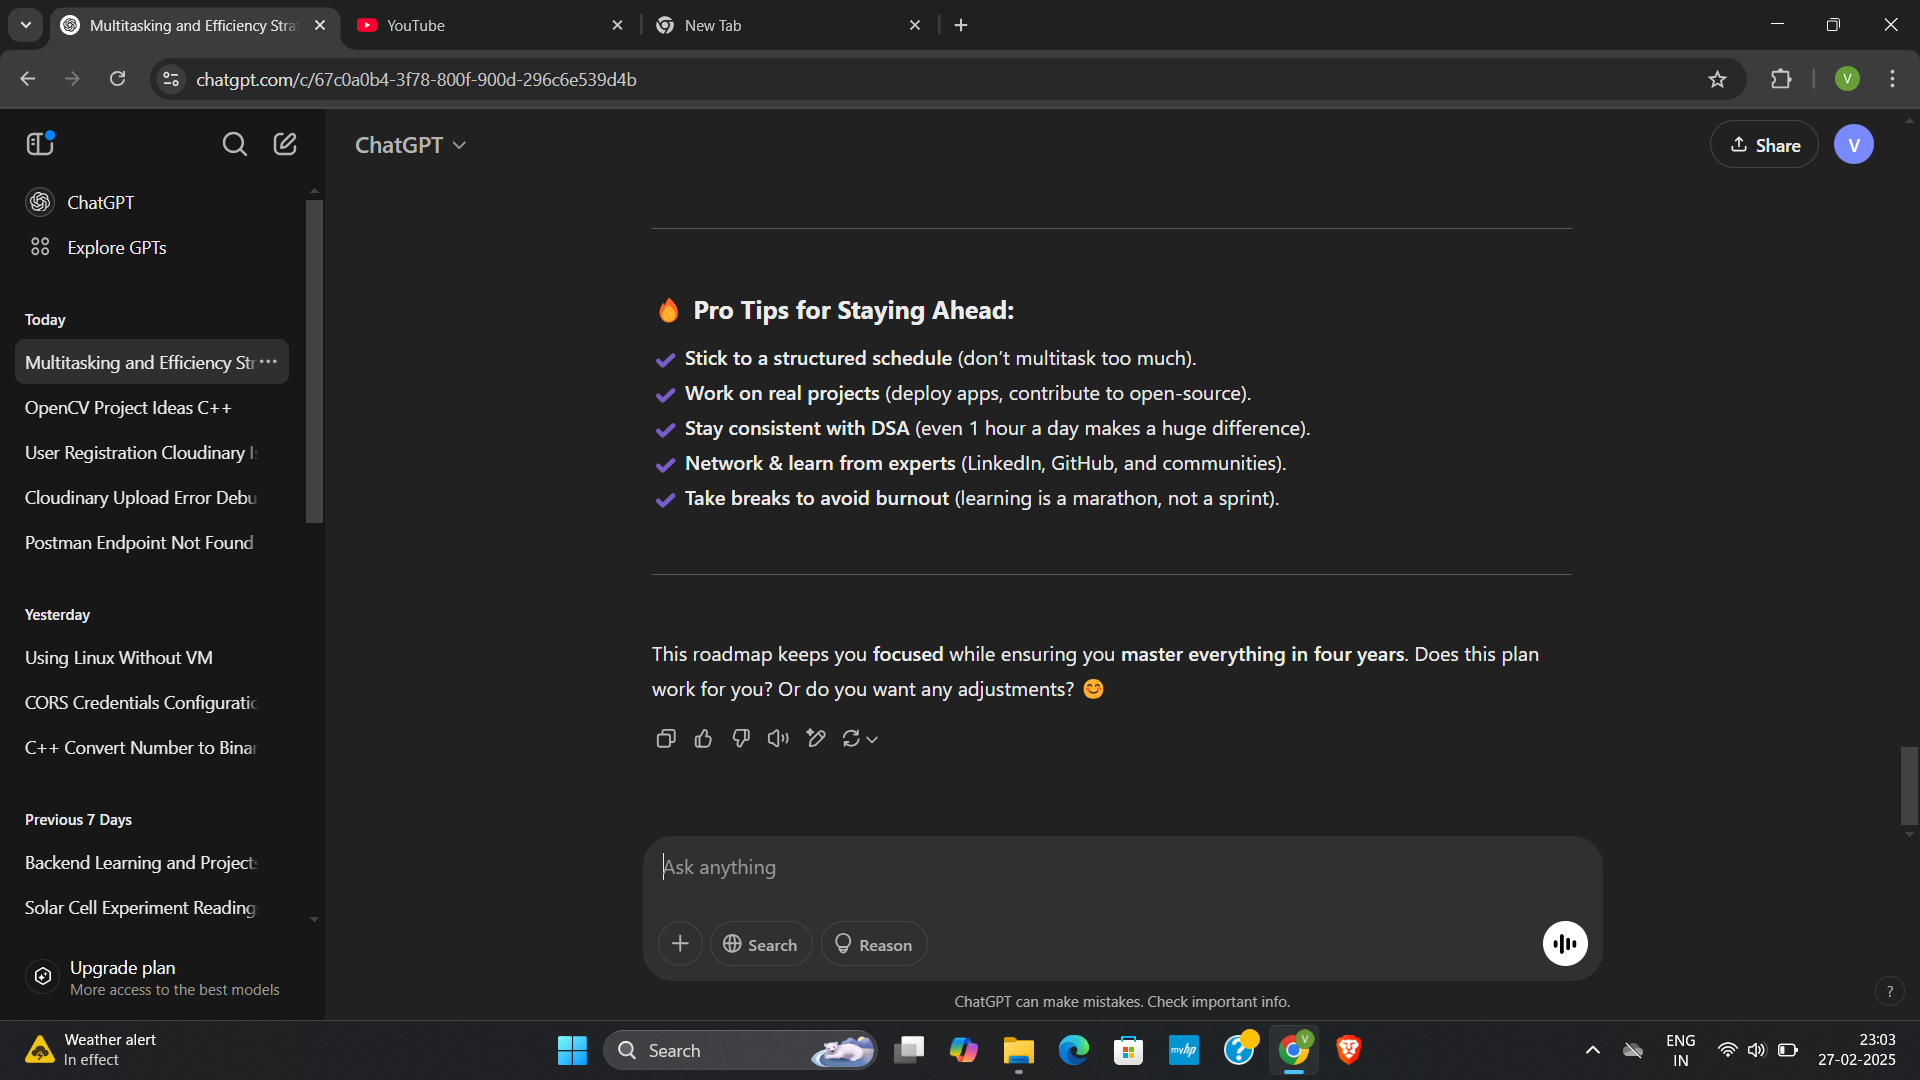 Multitasking and Efficiency Stra
YouTube
New Tab
chatgpt.com/c/67c0a0b4-3f78-800f-900d-296c6e539d4b
V
ChatGPT
Explore GPTs
Today
Multitasking and Efficiency Str
OpenCV Project Ideas C++
User Registration Cloudinary Is
Cloudinary Upload Error Debu
Postman Endpoint Not Found
Yesterday
Using Linux Without VM
CORS Credentials Configuratic
C++ Convert Number to Binar
Previous 7 Days
Backend Learning and Projects
Solar Cell Experiment Reading
Upgrade plan
More access to the best models
ChatGPT
Share
V
🔥 Pro Tips for Staying Ahead:
✔ Stick to a structured schedule (don’t multitask too much).
✔ Work on real projects (deploy apps, contribute to open-source).
✔ Stay consistent with DSA (even 1 hour a day makes a huge difference).
✔ Network & learn from experts (LinkedIn, GitHub, and communities).
✔ Take breaks to avoid burnout (learning is a marathon, not a sprint).
This roadmap keeps you focused while ensuring you master everything in four years. Does this plan
work for you? Or do you want any adjustments? 😊
Ask anything
Search
Reason
ChatGPT can make mistakes. Check important info.
?
Weather alert
In effect
Search
myhp
V
ENG
IN
23:03
27-02-2025